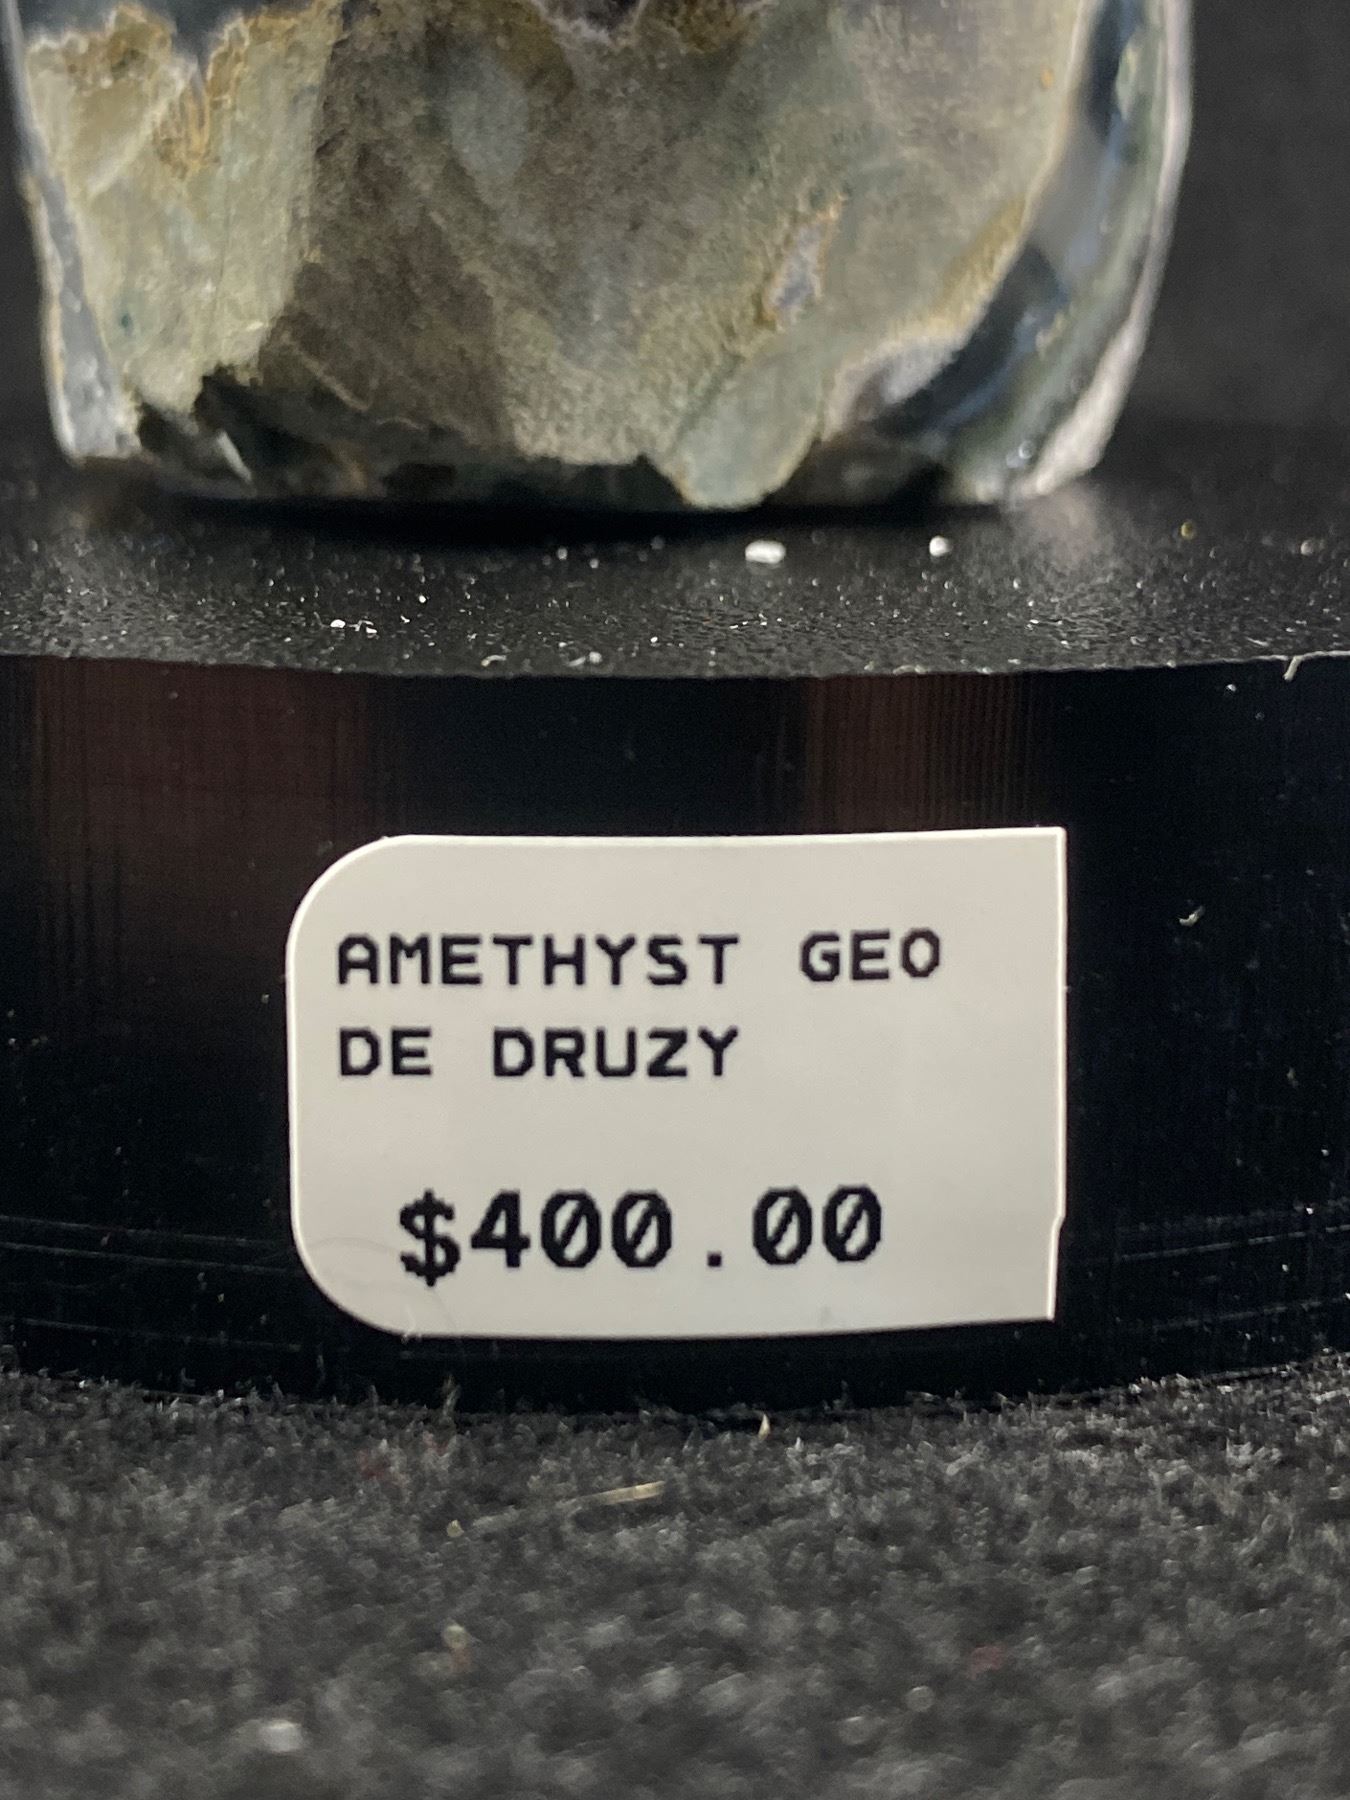 AMETHYST GEO
DE DRUZY
$400.00